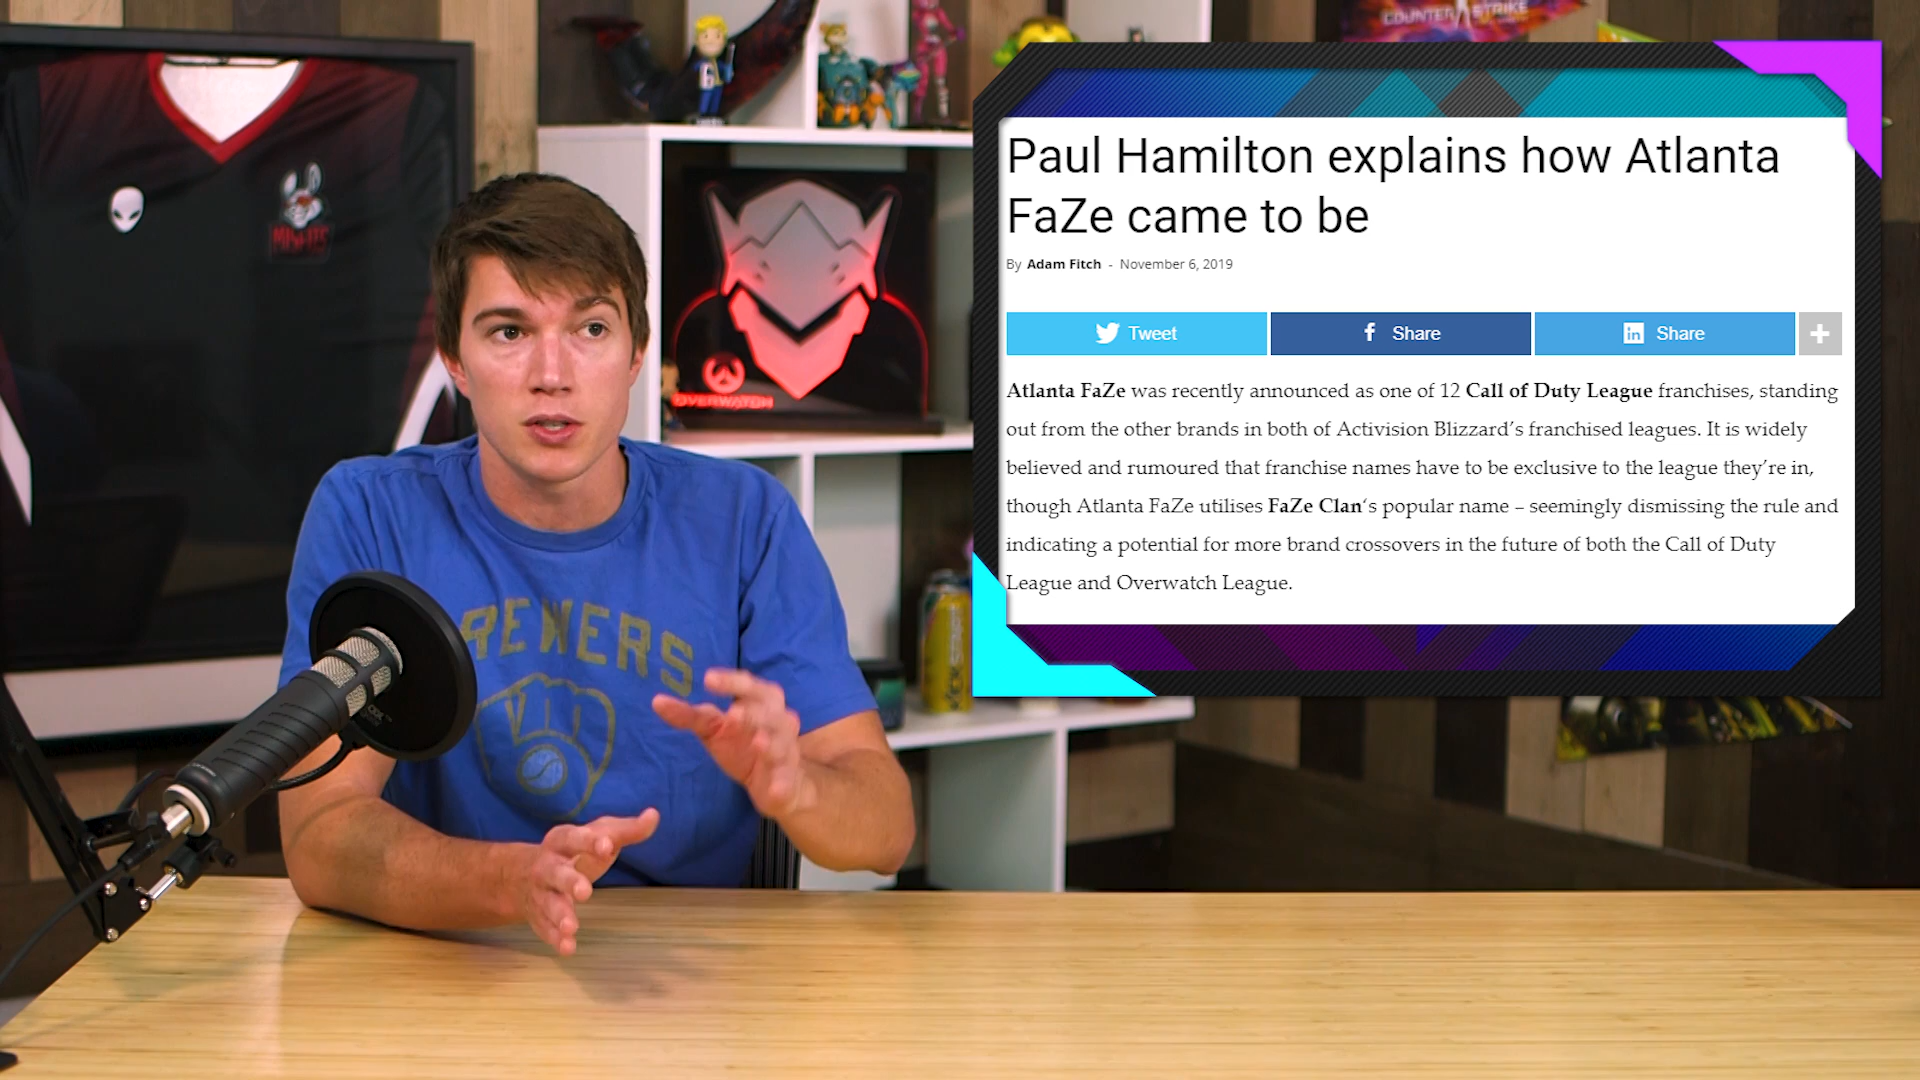 COUNTER STRIKE
MISFITS
OVERWATCH
BREWERS
Paul Hamilton explains how Atlanta
FaZe came to be
By Adam Fitch - November 6, 2019
Tweet
Share
Share
Atlanta FaZe was recently announced as one of 12 Call of Duty League franchises, standing
out from the other brands in both of Activision Blizzard’s franchised leagues. It is widely
believed and rumoured that franchise names have to be exclusive to the league they’re in,
though Atlanta FaZe utilises FaZe Clan‘s popular name – seemingly dismissing the rule and
indicating a potential for more brand crossovers in the future of both the Call of Duty
League and Overwatch League.